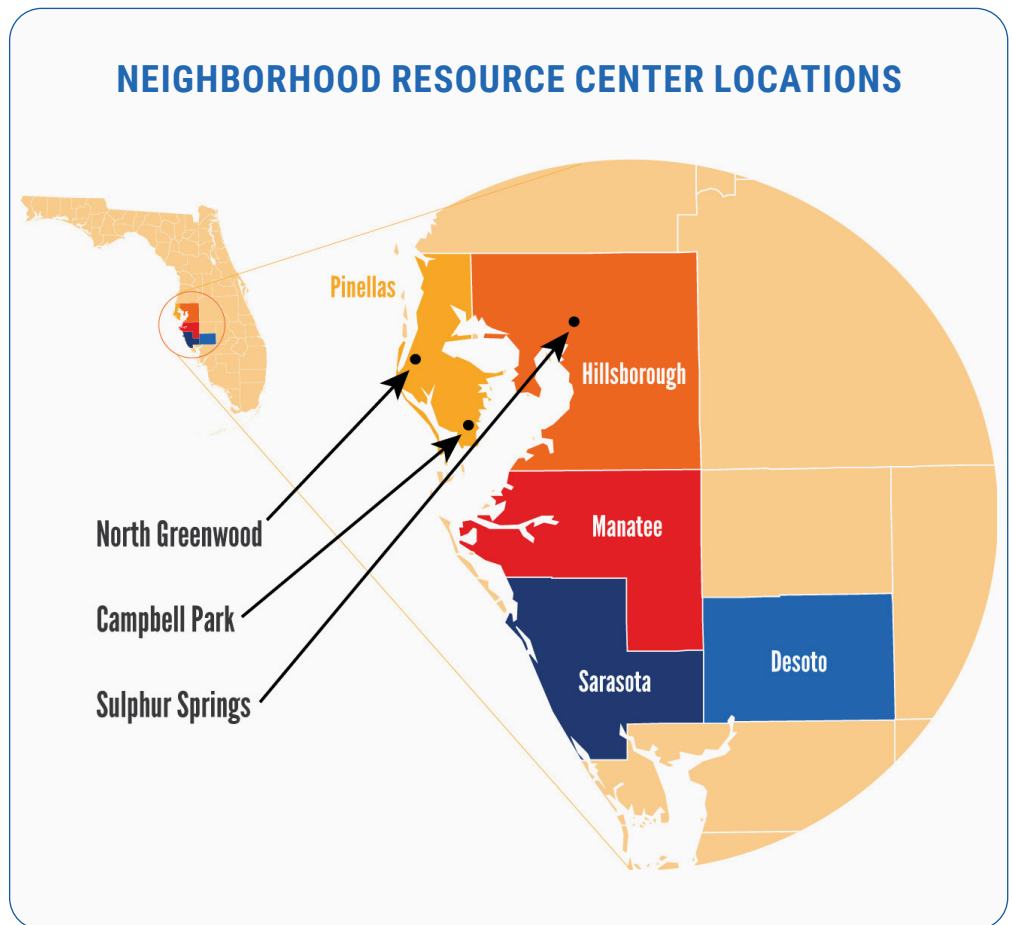 NEIGHBORHOOD RESOURCE CENTER LOCATIONS
Pinellas
Hillsborough
North Greenwood
Manatee
Campbell Park
Desoto
Sarasota
Sulphur Springs